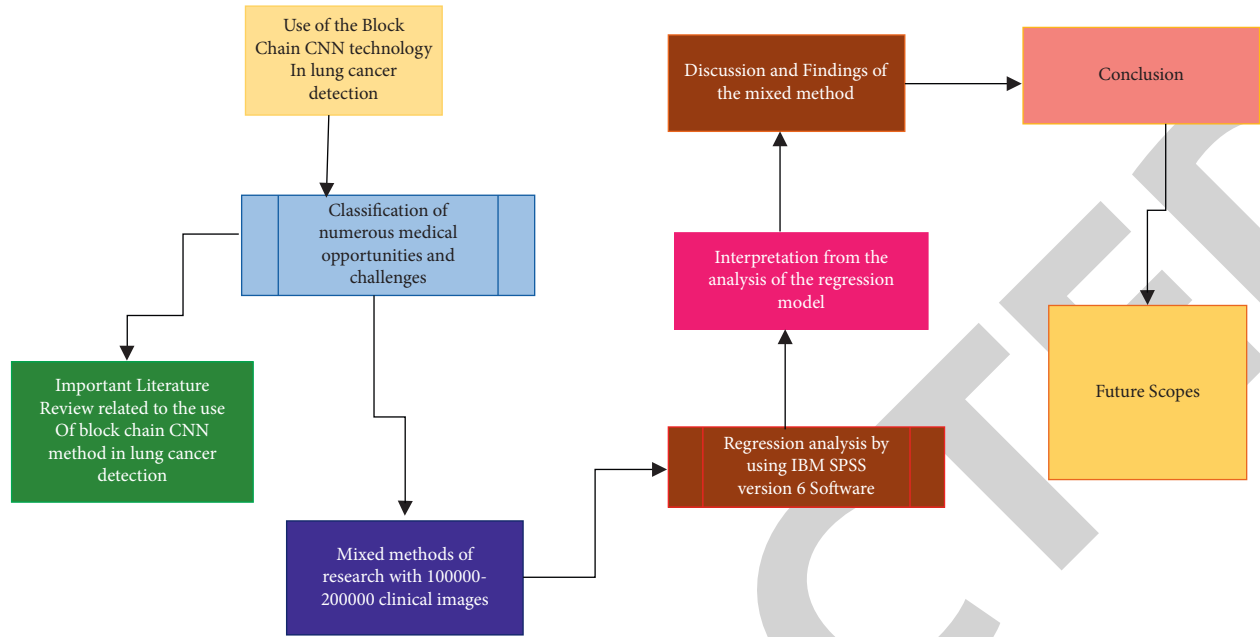 Use of the Block
Chain CNN technology
In lung cancer
detection
Classification of
numerous medical
opportunities and
challenges
Important Literature
Review related to the use
Of block chain CNN
method in lung cancer
detection
Mixed methods of
research with 100000-
200000 clinical images
Regression analysis by
using IBM SPSS
version 6 Software
Interpretation from the
analysis of the regression
model
Discussion and Findings of
the mixed method
Conclusion
Future Scopes